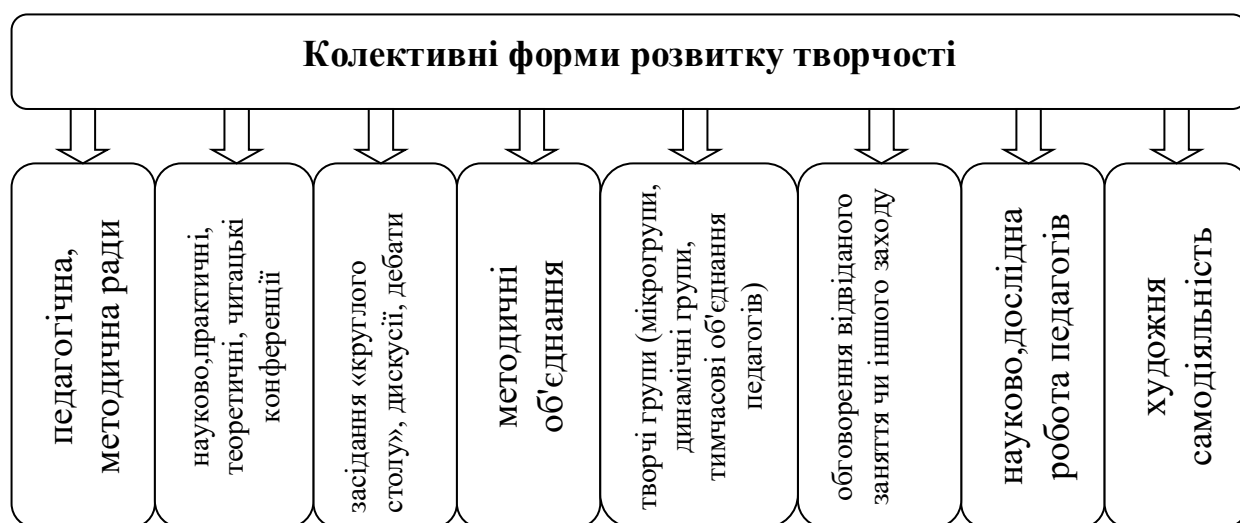 Колективні форми розвитку творчості
педагогічна,
методична ради
науково,практичні,
теоретичні, читацькі
конференції
засідання «круглого
столу», дискусії, дебати
методичні
об'єднання
творчі групи (мікрогрупи,
динамічні групи,
тимчасові об'єднання
педагогів)
обговорення відвіданого
заняття чи іншого заходу
науково,дослідна
робота педагогів
художня
самодіяльність